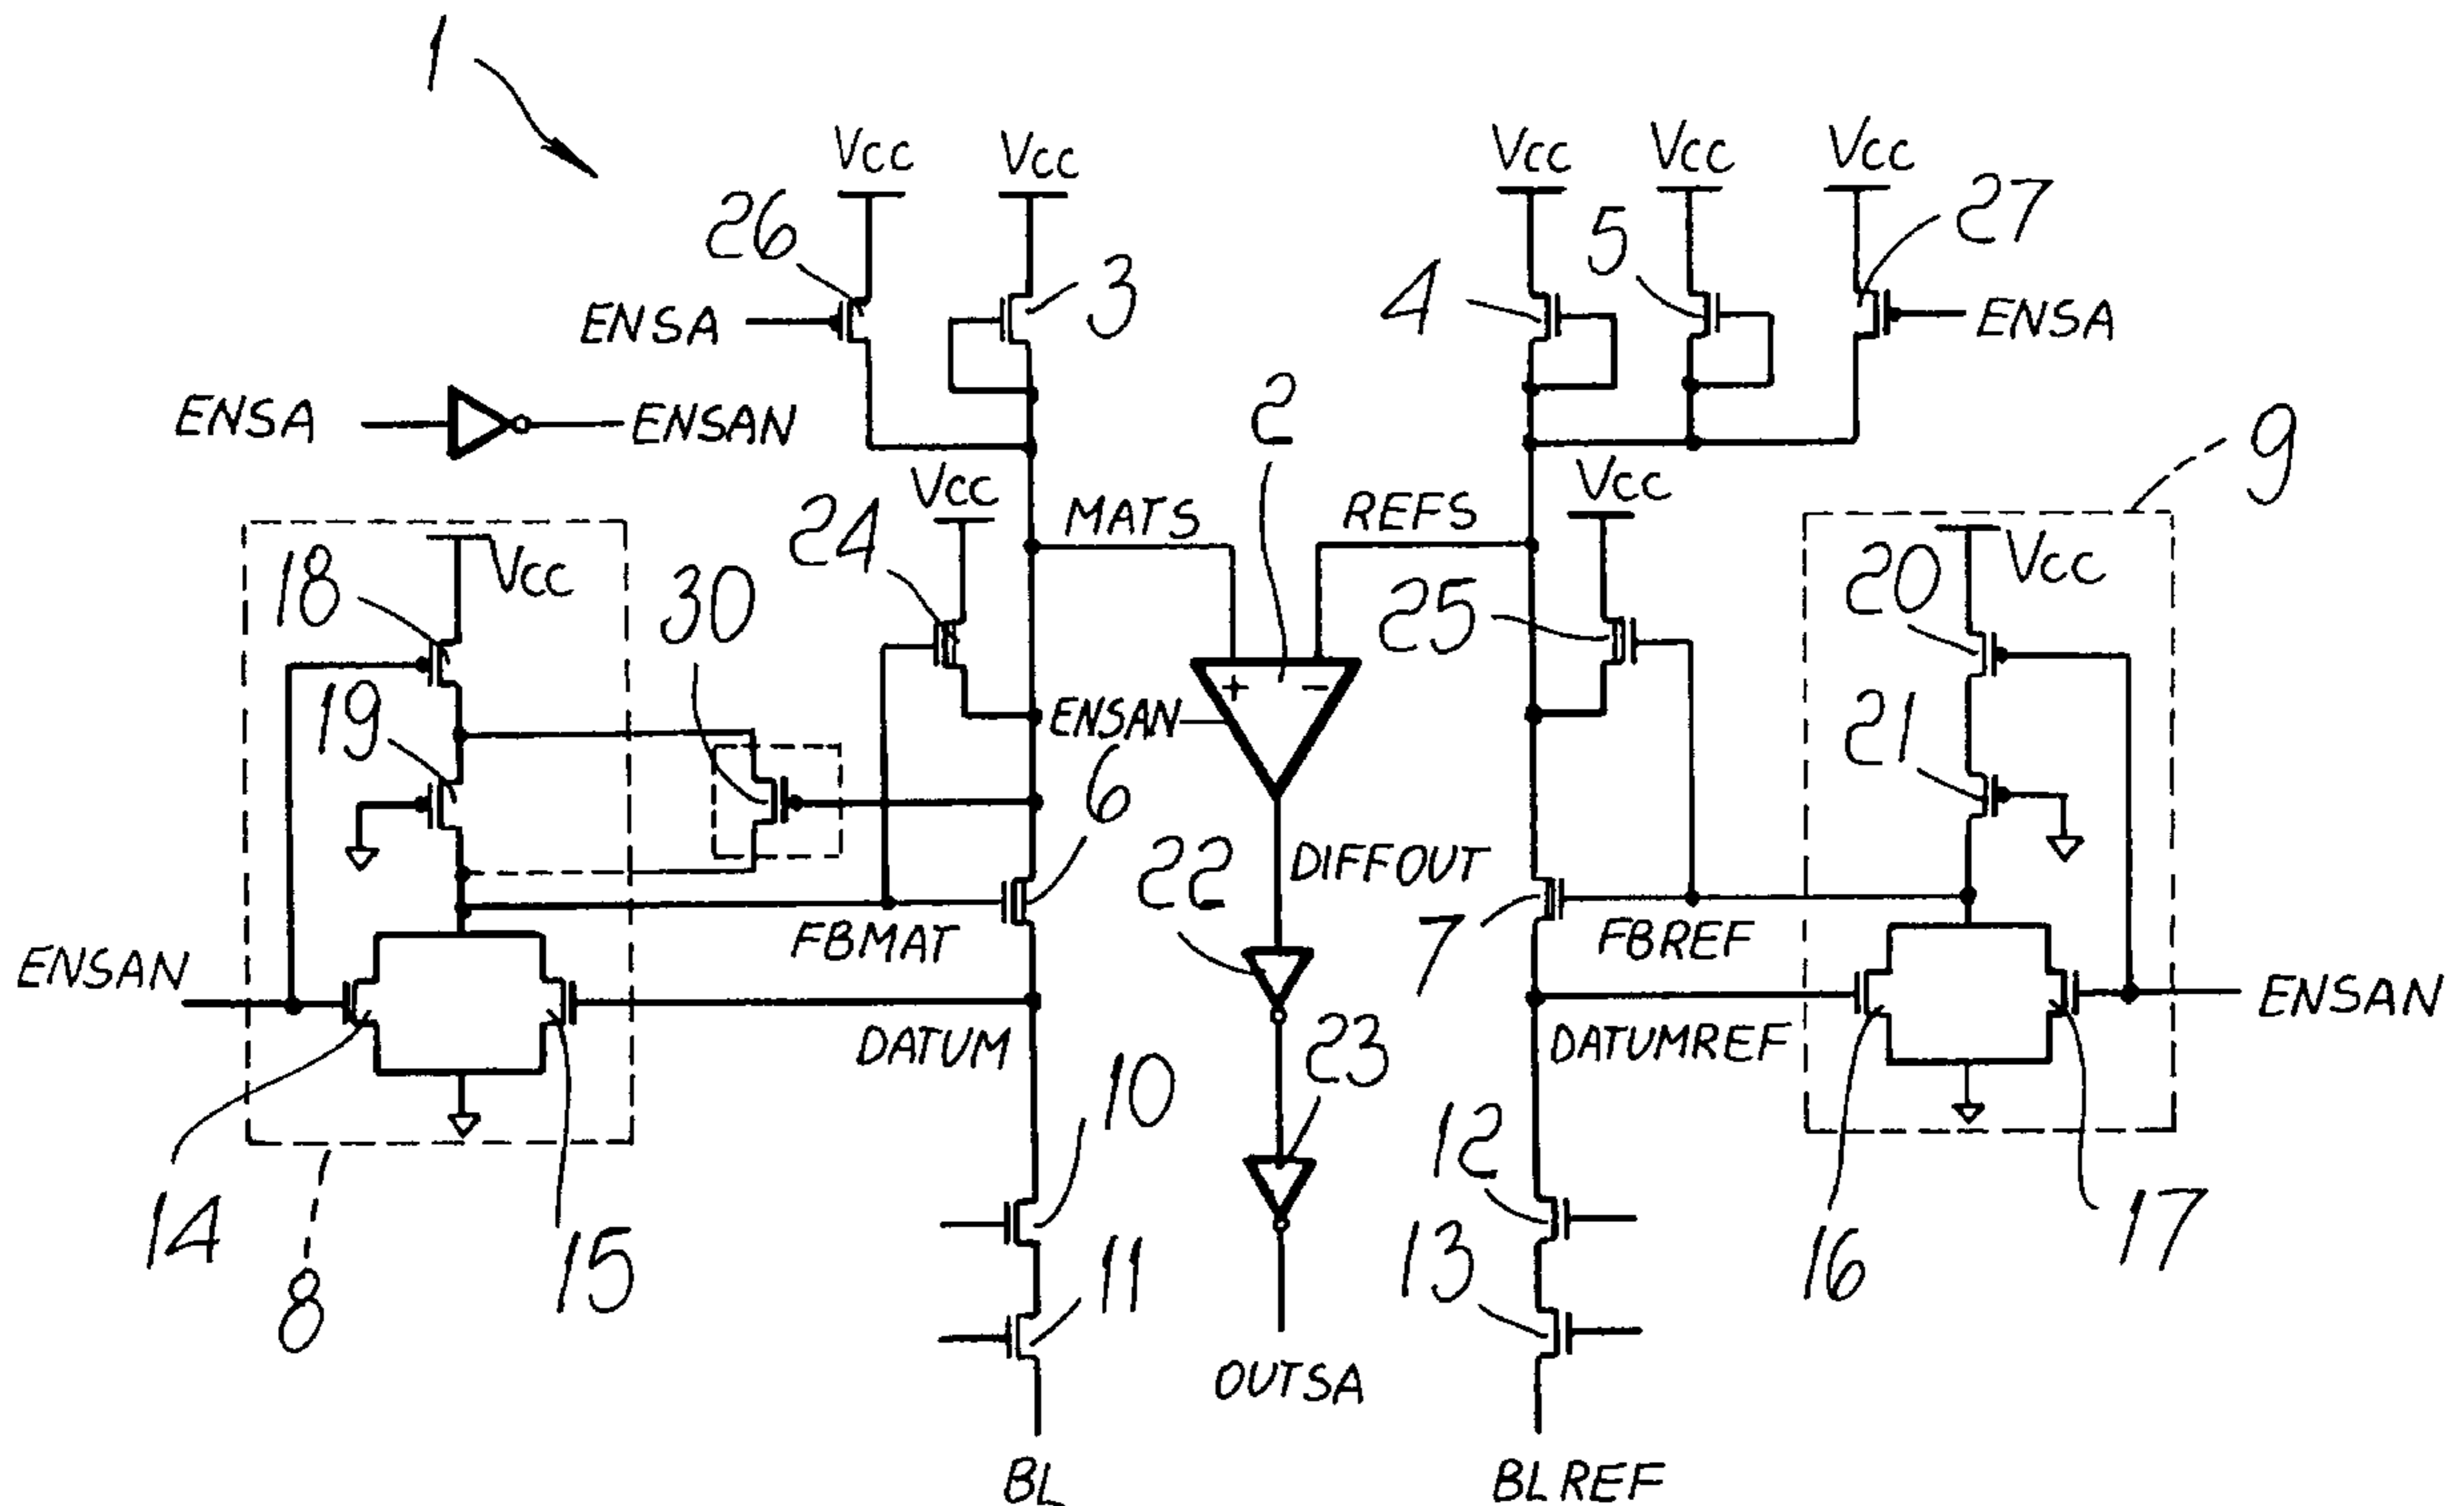 1
Vcc Vcc Vcc Vcc Vcc
26 3 4 5 27
ENSA ENSA
ENSA ENSAN 2 9
Vcc Vcc
24 MATS REFS
18 Vcc 30 25 20 Vcc
19 ENSAN + - 21
6
22 DIFFOUT
FBMAT 7 FBREF
ENSAN ENSAN
DATUM 23 DATUMREF
10 12
14 15 11 13 16 17
8
OUTSA
BL BLREF